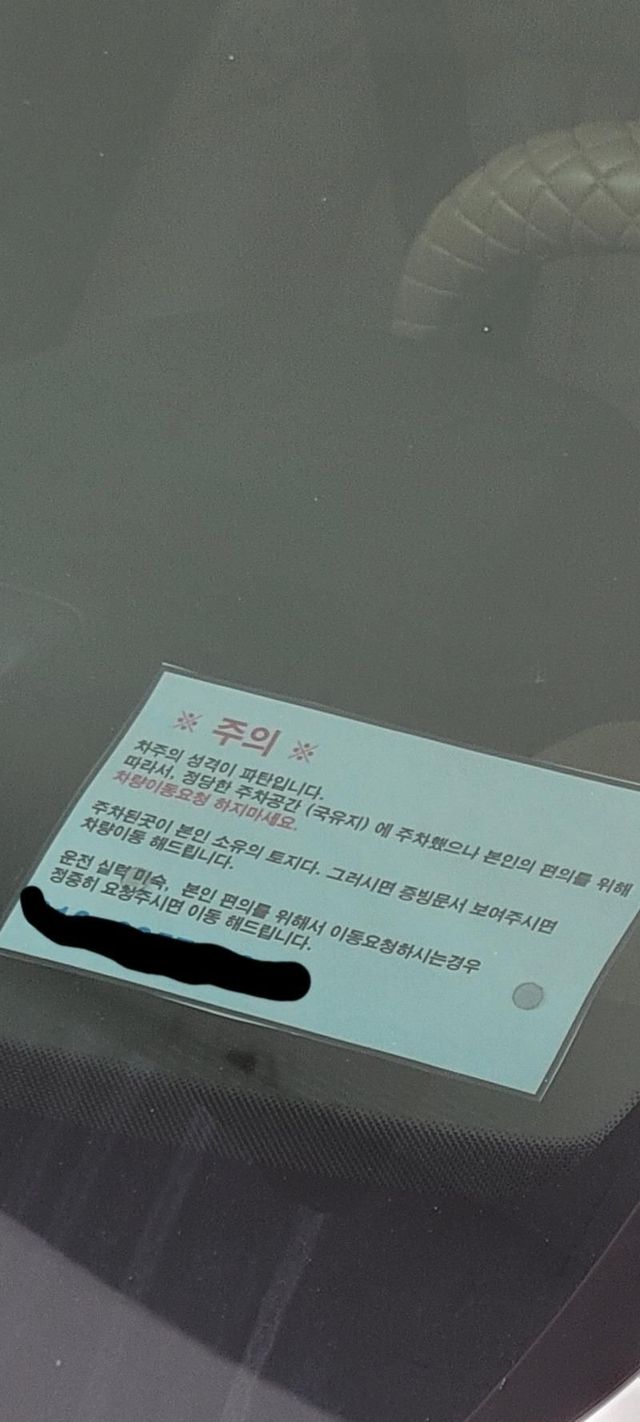 ※ 주의 ※
차주의 성격이 파탄입니다.
따라서, 정당한 주차공간 (국유지) 에 주차했으나 본인의 편의를 위해
차량이동요청 하지마세요.
주차된곳이 본인 소유의 토지다. 그러시면 증빙문서 보여주시면
차량이동 해드립니다.
운전 실력 미숙, 본인 편의를 위해서 이동요청하시는경우
정중히 요청주시면 이동 해드립니다.